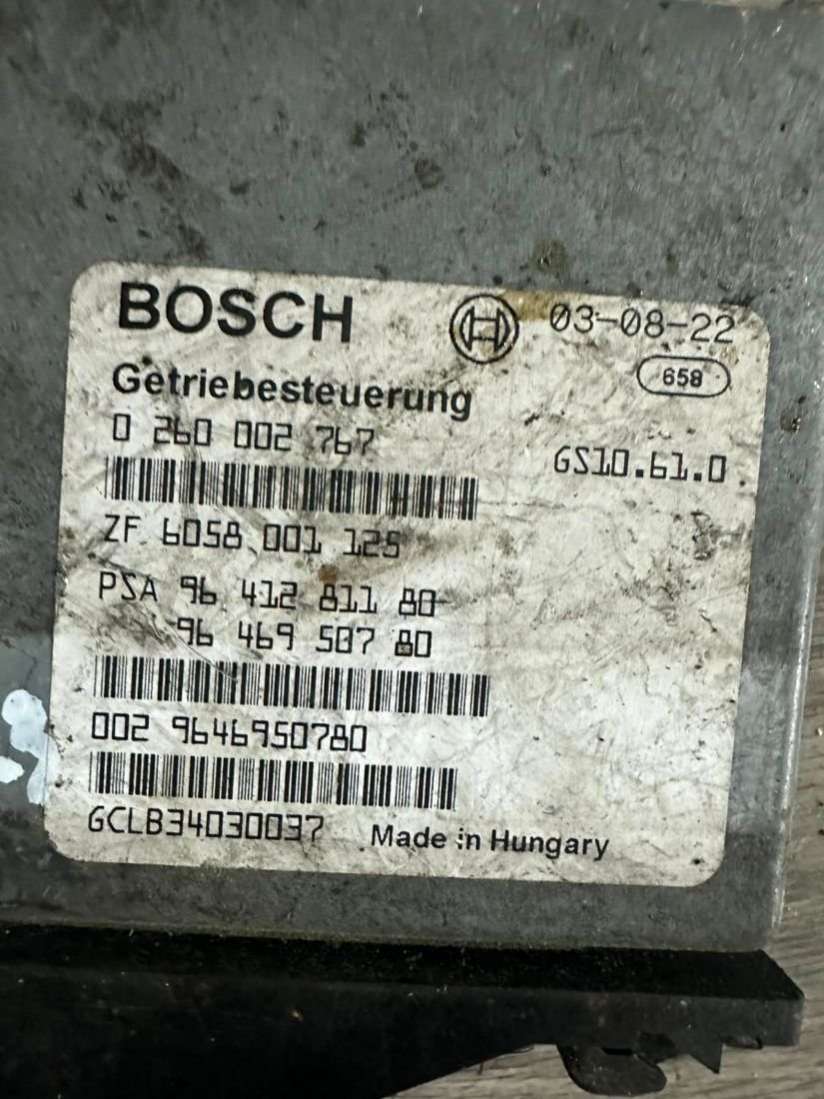 BOSCH 03-08-22
658
Getriebesteuerung
0 260 002 767 GS10.61.0
ZF 6058 001 125
PSA 96 412 811 80
96 469 507 80
002 9646950780
GCLB34030037 Made in Hungary